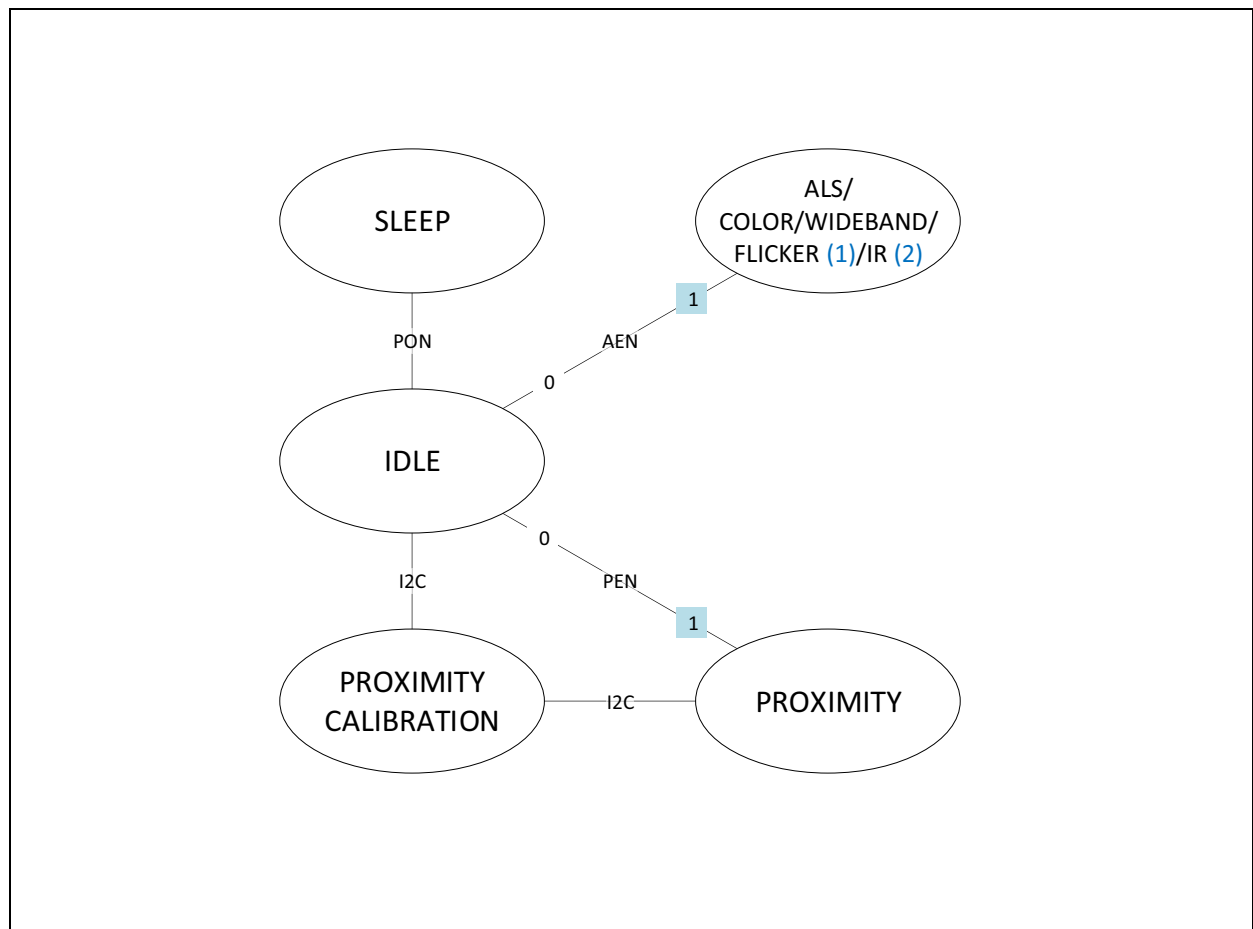 SLEEP
ALS/
COLOR/WIDEBAND/
FLICKER (1)/IR (2)
1
PON
AEN
0
IDLE
0
I2C
PEN
1
PROXIMITY
CALIBRATION
I2C
PROXIMITY